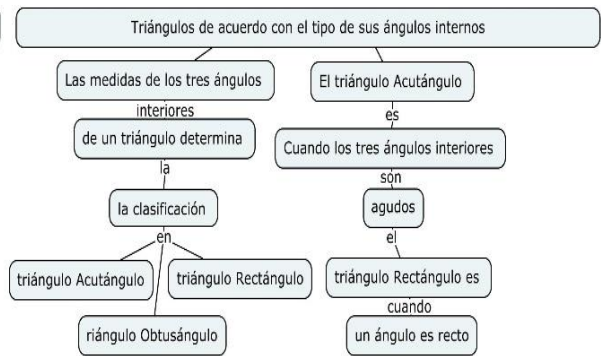 Triángulos de acuerdo con el tipo de sus ángulos internos
Las medidas de los tres ángulos
interiores
de un triángulo determina
la
la clasificación
en
triángulo Acutángulo
triángulo Rectángulo
riángulo Obtusángulo
El triángulo Acutángulo
es
Cuando los tres ángulos interiores
són
agudos
el
triángulo Rectángulo es
cuando
un ángulo es recto